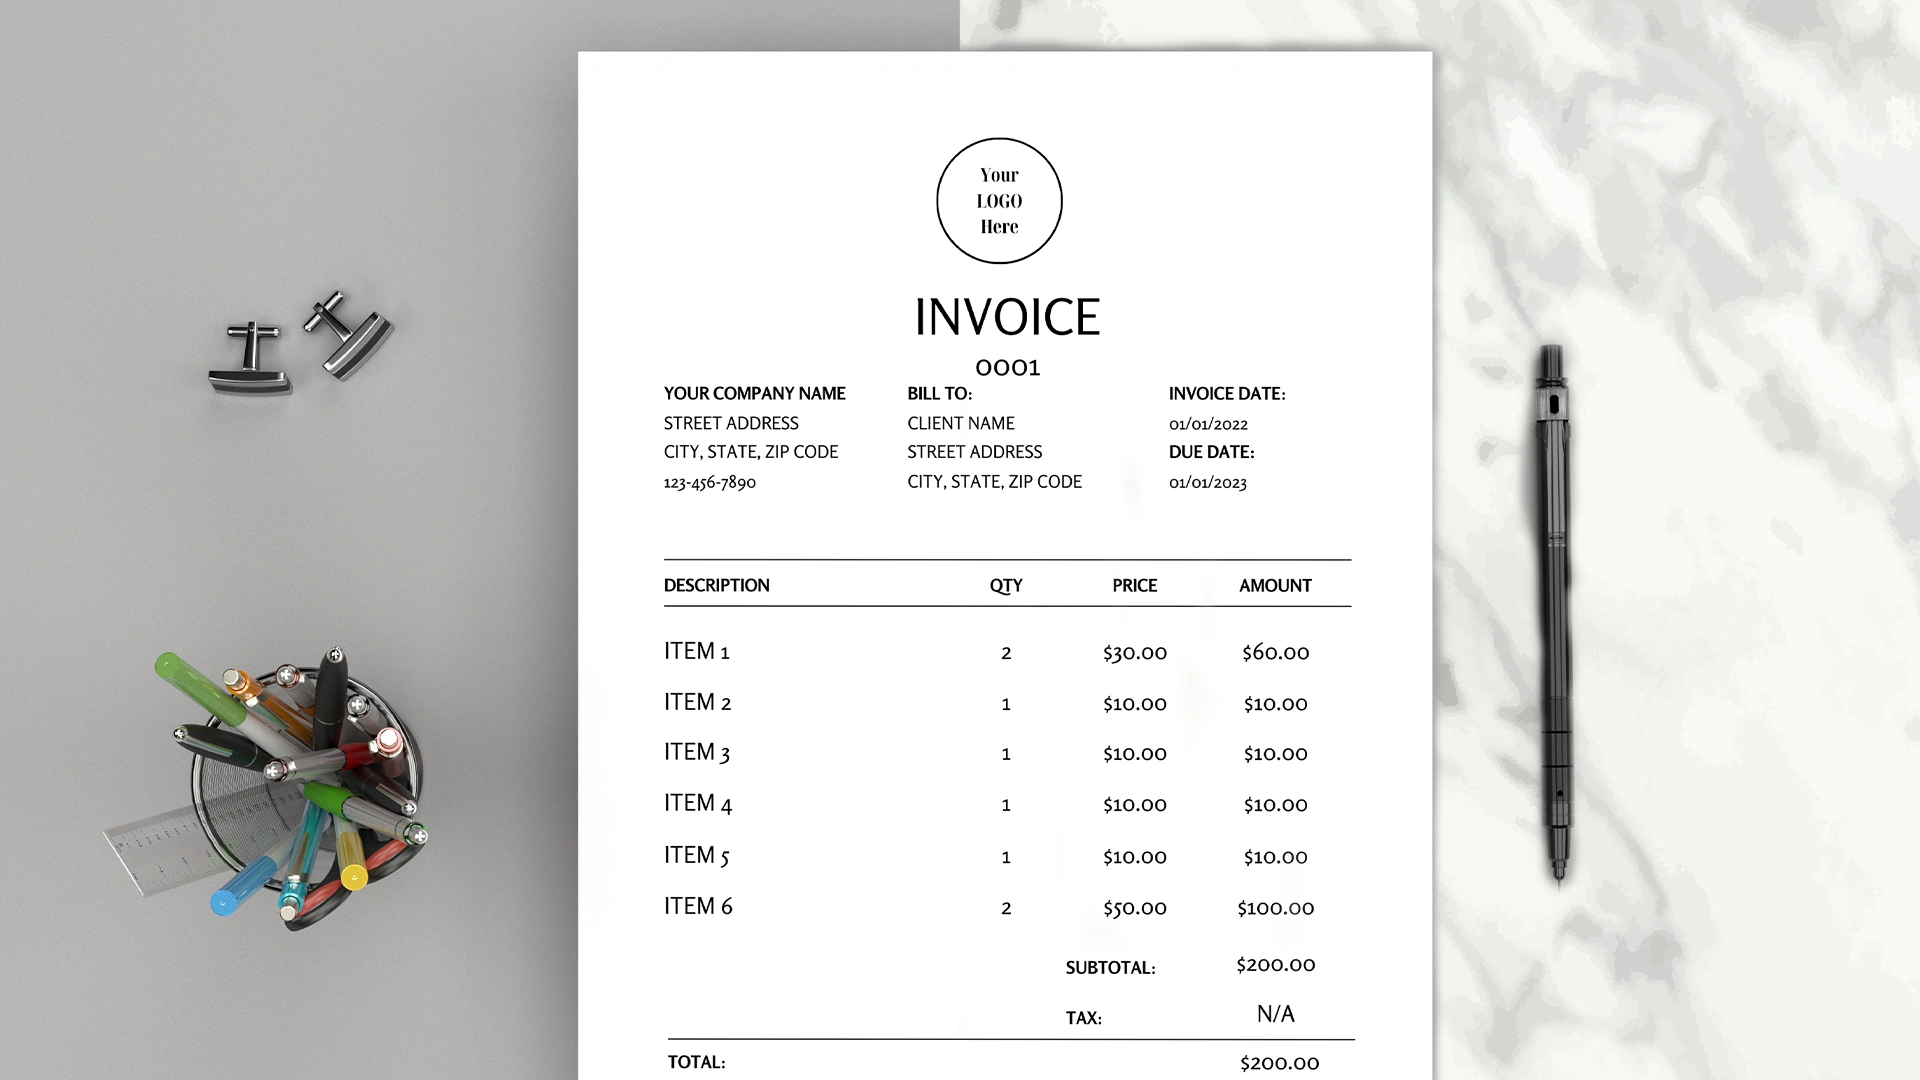 Your
LOGO
Here
INVOICE
0001
YOUR COMPANY NAME BILL TO: INVOICE DATE:
STREET ADDRESS CLIENT NAME 01/01/2022
CITY, STATE, ZIP CODE STREET ADDRESS DUE DATE:
123-456-7890 CITY, STATE, ZIP CODE 01/01/2023
DESCRIPTION QTY PRICE AMOUNT
ITEM 1 2 $30.00 $60.00
ITEM 2 1 $10.00 $10.00
ITEM 3 1 $10.00 $10.00
ITEM 4 1 $10.00 $10.00
ITEM 5 1 $10.00 $10.00
ITEM 6 2 $50.00 $100.00
SUBTOTAL: $200.00
TAX: N/A
TOTAL: $200.00